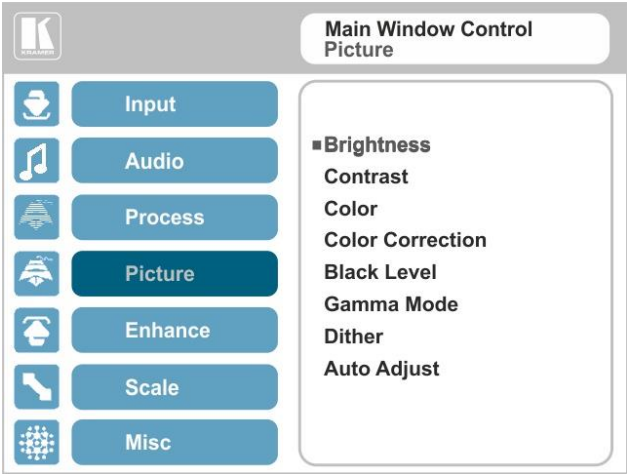 KRAMER
Main Window Control
Picture
Input
Audio
Process
Picture
Enhance
Scale
Misc
Brightness
Contrast
Color
Color Correction
Black Level
Gamma Mode
Dither
Auto Adjust